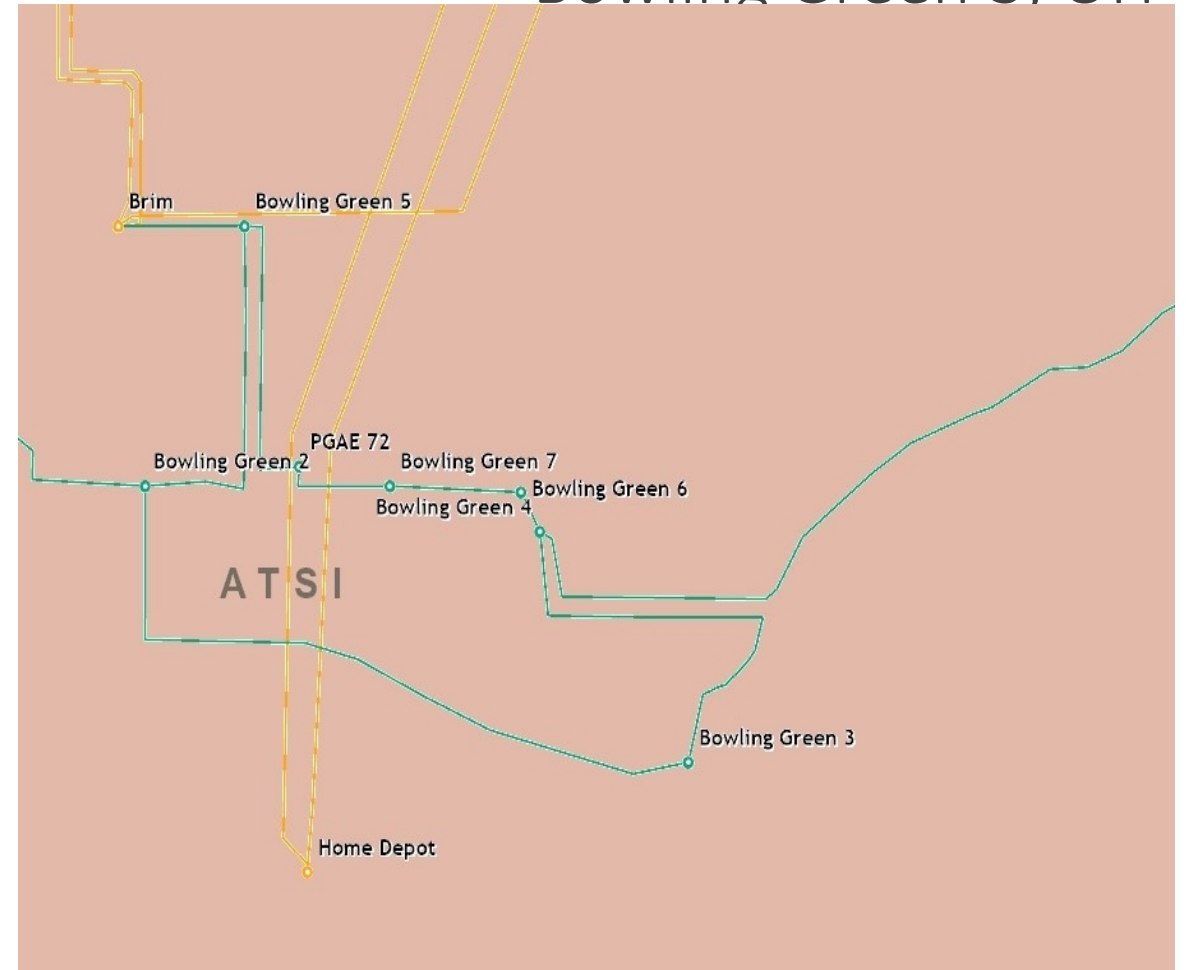 Brim
Bowling Green 5
PGAE 72
Bowling Green 2
Bowling Green 7
Bowling Green 6
Bowling Green 4
ATSI
Bowling Green 3
Home Depot